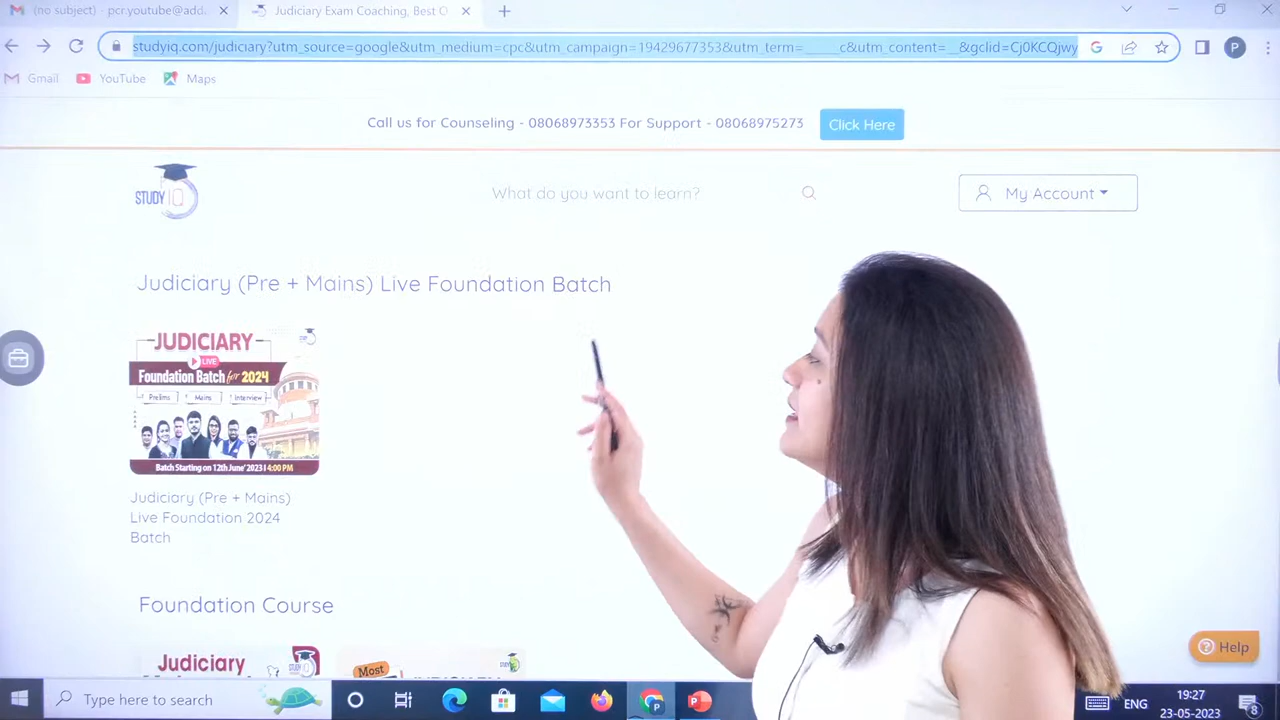 (no subject) - pcr.youtube@add.
Judiciary Exam Coaching, Best O
studyiq.com/judiciary?utm_source=google&utm_medium=cpc&utm_campaign=19429677353&utm_term=_____c&utm_content=__&gclid=Cj0KCQjwy
P
Gmail
YouTube
Maps
Call us for Counseling - 08068973353 For Support - 08068975273
Click Here
STUDY IQ
What do you want to learn?
My Account
Judiciary (Pre + Mains) Live Foundation Batch
JUDICIARY
LIVE
Foundation Batch for 2024
Prelims
Mains
Interview
Batch Starting on 12th June' 2023 | 4:00 PM
Judiciary (Pre + Mains)
Live Foundation 2024
Batch
Foundation Course
Judiciary
Most
Help
Type here to search
ENG
19:27
23-05-2023
8